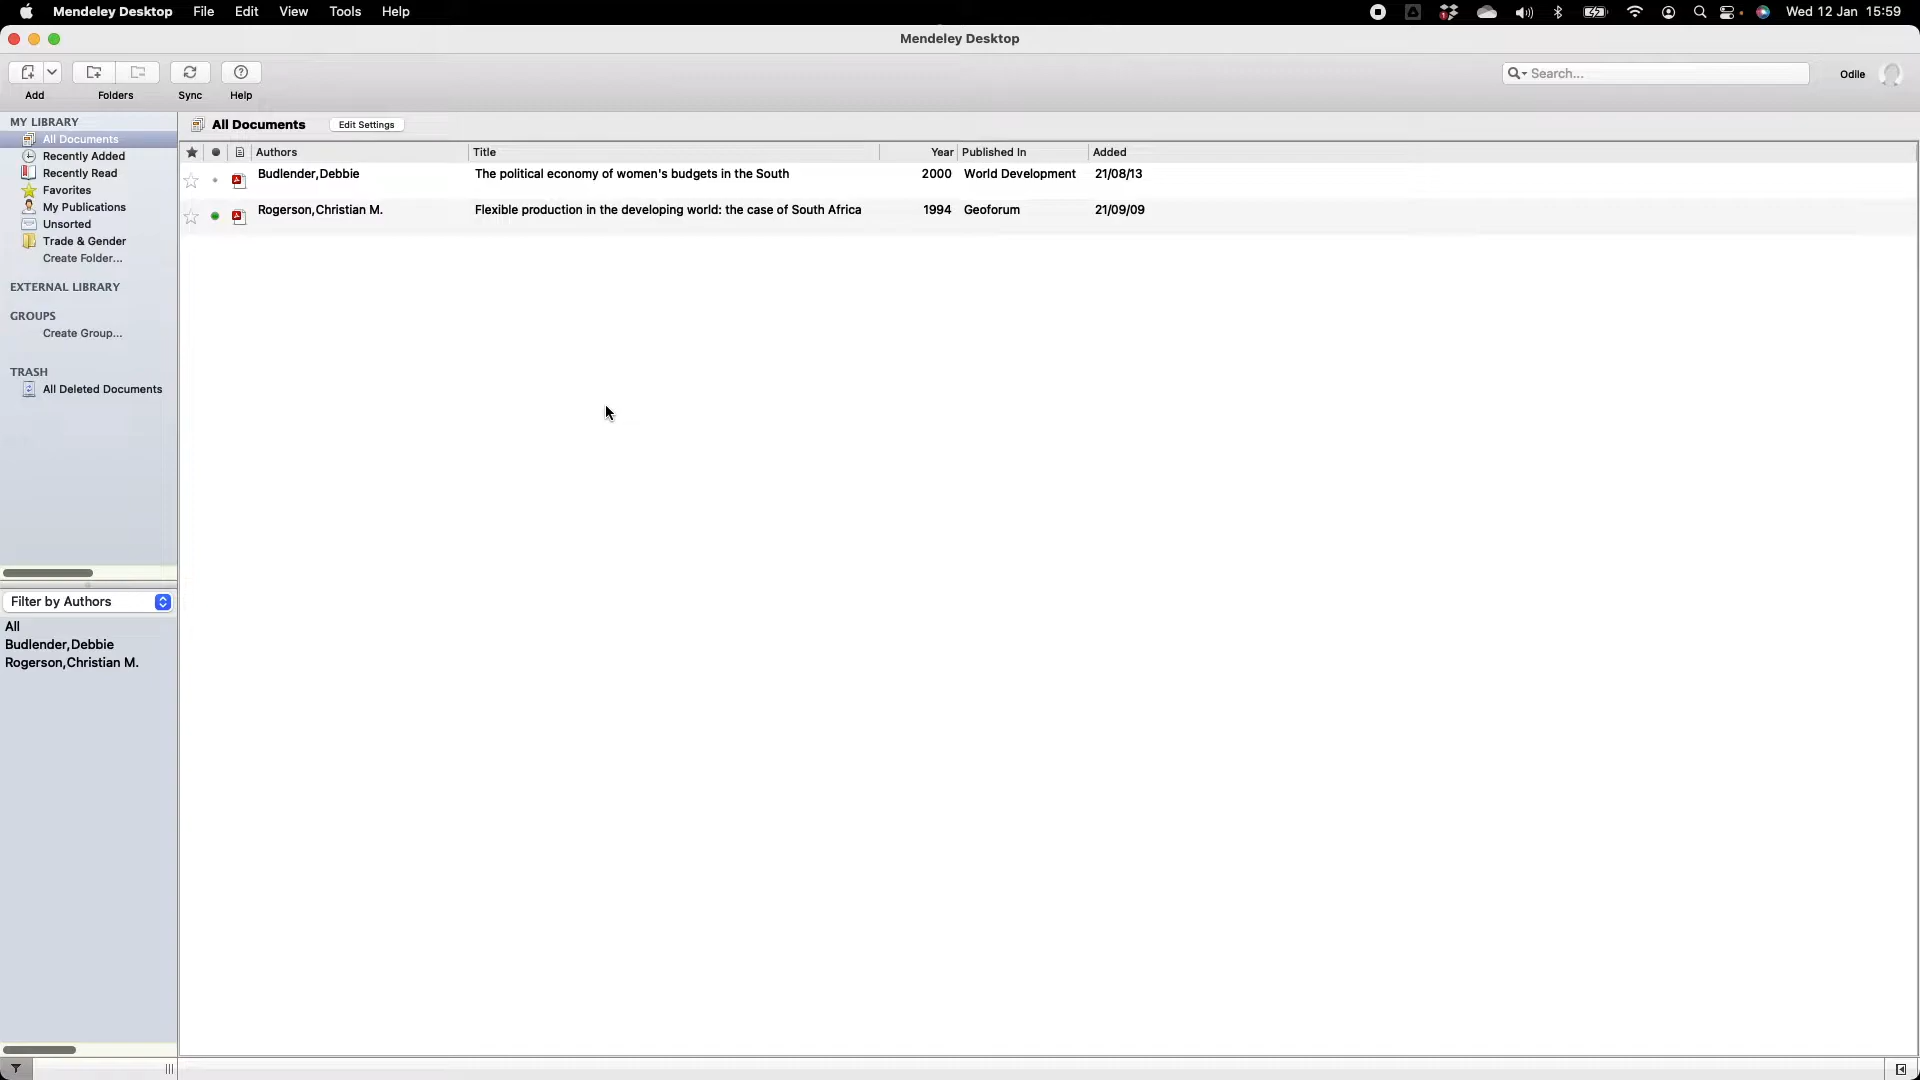 Mendeley Desktop File Edit View Tools Help Wed 12 Jan 15:59
Mendeley Desktop
Search... Odile
Add Folders Sync Help
MY LIBRARY
All Documents
Recently Added
Recently Read
Favorites
My Publications
Unsorted
Trade & Gender
Create Folder...
EXTERNAL LIBRARY
GROUPS
Create Group...
TRASH
All Deleted Documents
Filter by Authors
All
Budlender,Debbie
Rogerson,Christian M.
All Documents Edit Settings
Authors Title Year Published In Added
Budlender,Debbie The political economy of women's budgets in the South 2000 World Development 21/08/13
Rogerson,Christian M. Flexible production in the developing world: the case of South Africa 1994 Geoforum 21/09/09